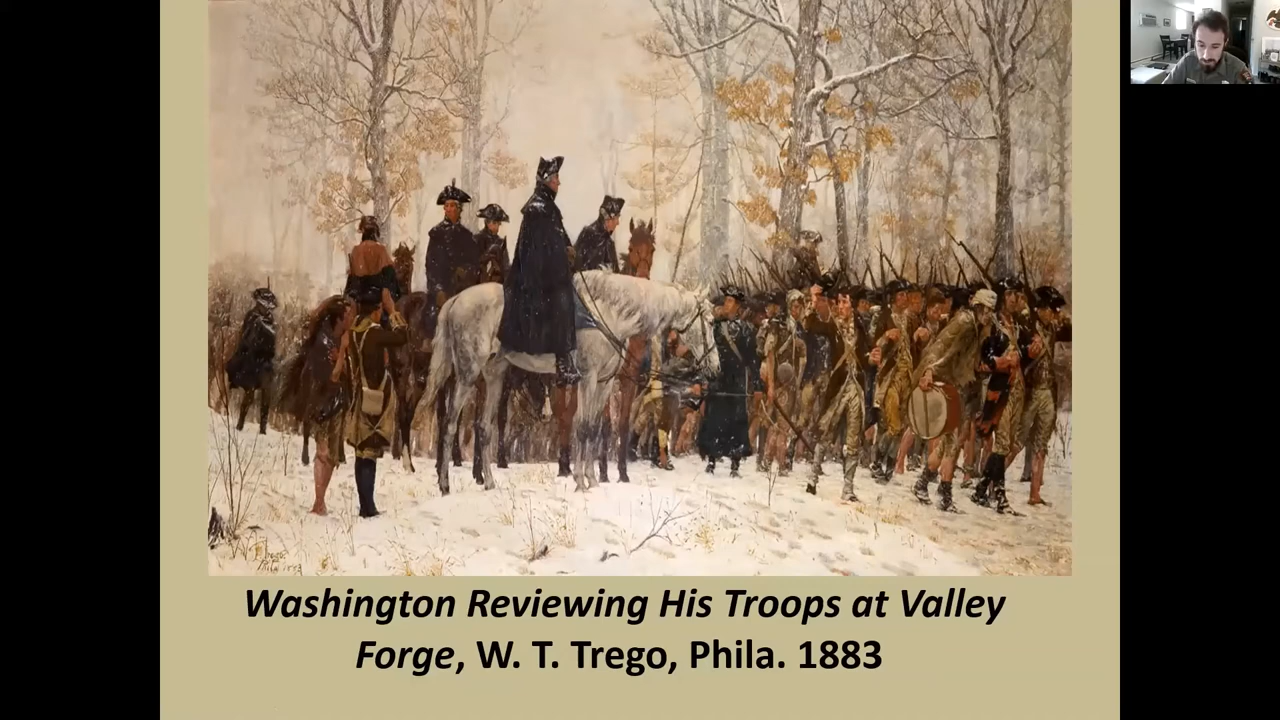 Washington Reviewing His Troops at Valley
Forge, W. T. Trego, Phila. 1883